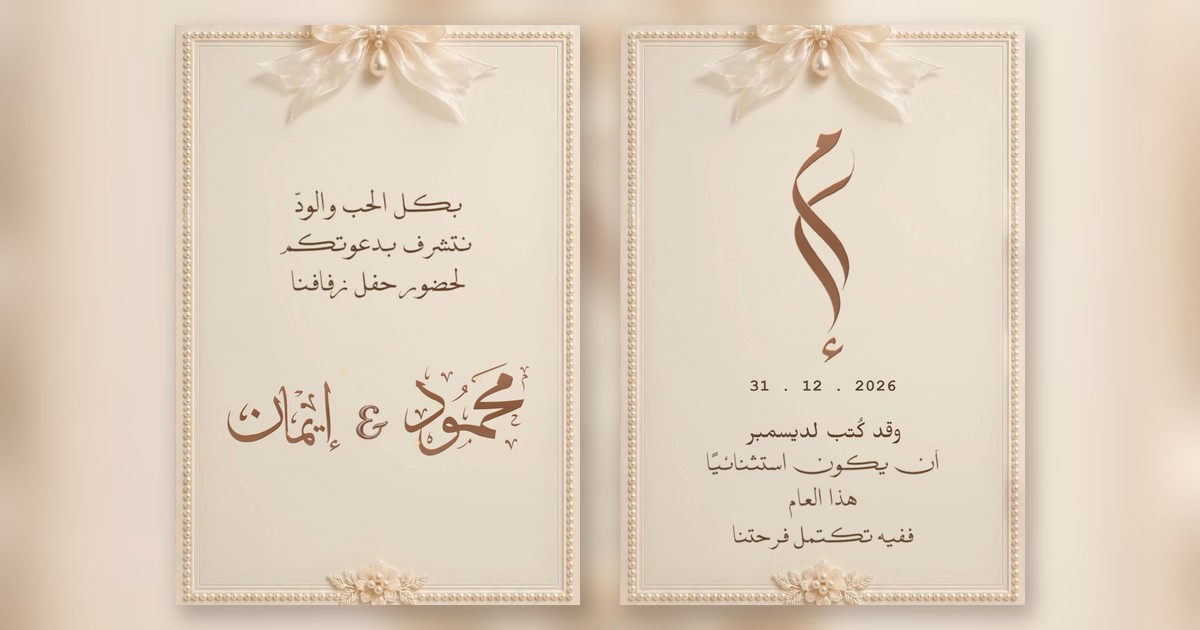 بكل الحب والودّ
نتشرف بدعوتكم
لحضور حفل زفافنا
محمود & إيمان
31 . 12 . 2026
وقد كُتب لديسمبر
أن يكون استثنائيًا
هذا العام
ففيه تكتمل فرحتنا